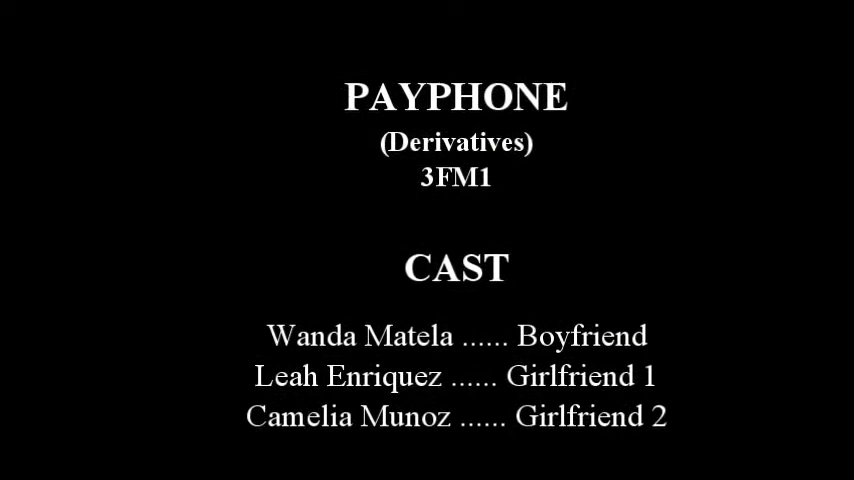 PAYPHONE
(Derivatives)
3FM1
CAST
Wanda Matela ...... Boyfriend
Leah Enriquez ...... Girlfriend 1
Camelia Munoz ...... Girlfriend 2